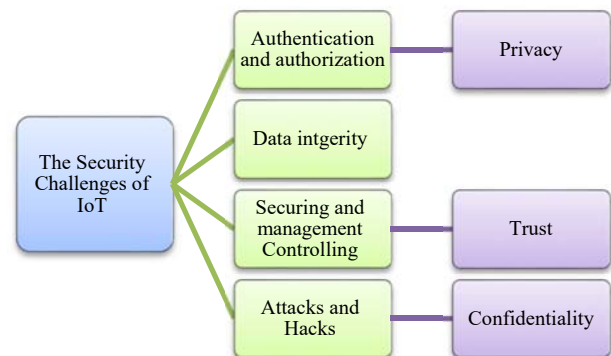 The Security
Challenges of
IoT
Authentication
and authorization
Privacy
Data intgerity
Securing and
management
Controlling
Trust
Attacks and
Hacks
Confidentiality